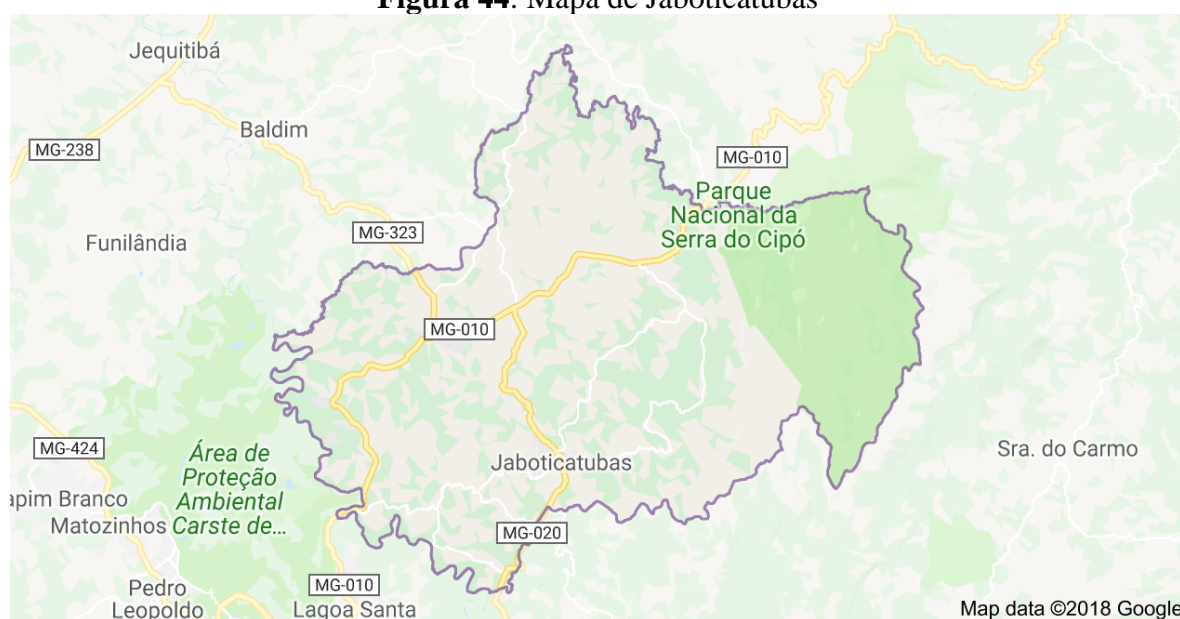 Figura 44: Mapa de Jaboticatubas
Jequitibá
Baldim
MG-238
MG-010
Parque
Nacional da
Serra do Cipó
MG-323
Funilândia
MG-010
MG-424
Área de
Proteção
Ambiental
Carste de...
Jaboticatubas
Sra. do Carmo
apim Branco
Matozinhos
MG-020
Pedro
Leopoldo
MG-010
Lagoa Santa
Map data ©2018 Google